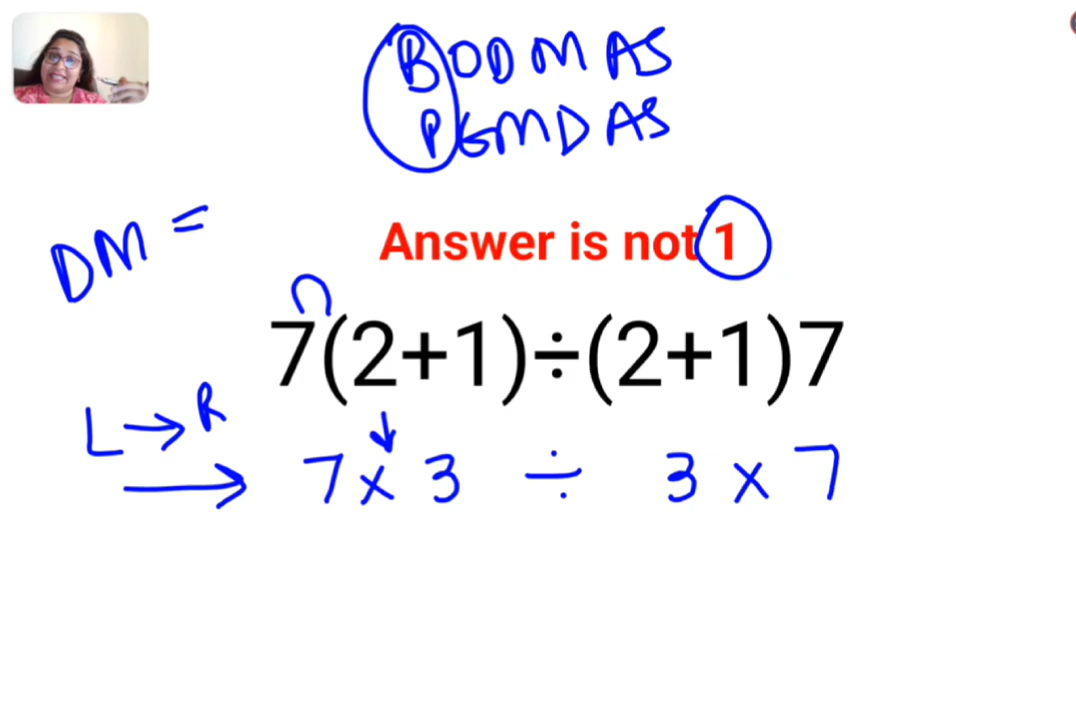 BODMAS
PEMDAS
DM =
Answer is not 1
7(2+1)÷(2+1)7
L → R
→ 7 × 3 ÷ 3 × 7